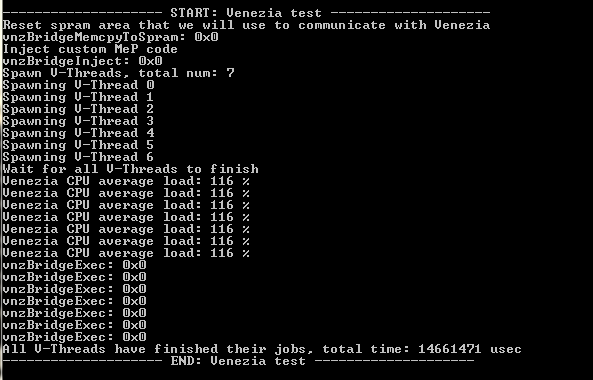 -------------------- START: Venezia test --------------------
Reset spram area that we will use to communicate with Venezia
vnzBridgeMemcpyToSpram: 0x0
Inject custom MeP code
vnzBridgeInject: 0x0
Spawn V-Threads, total num: 7
Spawning V-Thread 0
Spawning V-Thread 1
Spawning V-Thread 2
Spawning V-Thread 3
Spawning V-Thread 4
Spawning V-Thread 5
Spawning V-Thread 6
Wait for all V-Threads to finish
Venezia CPU average load: 116 %
Venezia CPU average load: 116 %
Venezia CPU average load: 116 %
Venezia CPU average load: 116 %
Venezia CPU average load: 116 %
Venezia CPU average load: 116 %
Venezia CPU average load: 116 %
vnzBridgeExec: 0x0
vnzBridgeExec: 0x0
vnzBridgeExec: 0x0
vnzBridgeExec: 0x0
vnzBridgeExec: 0x0
vnzBridgeExec: 0x0
vnzBridgeExec: 0x0
All V-Threads have finished their jobs, total time: 14661471 usec
-------------------- END: Venezia test --------------------